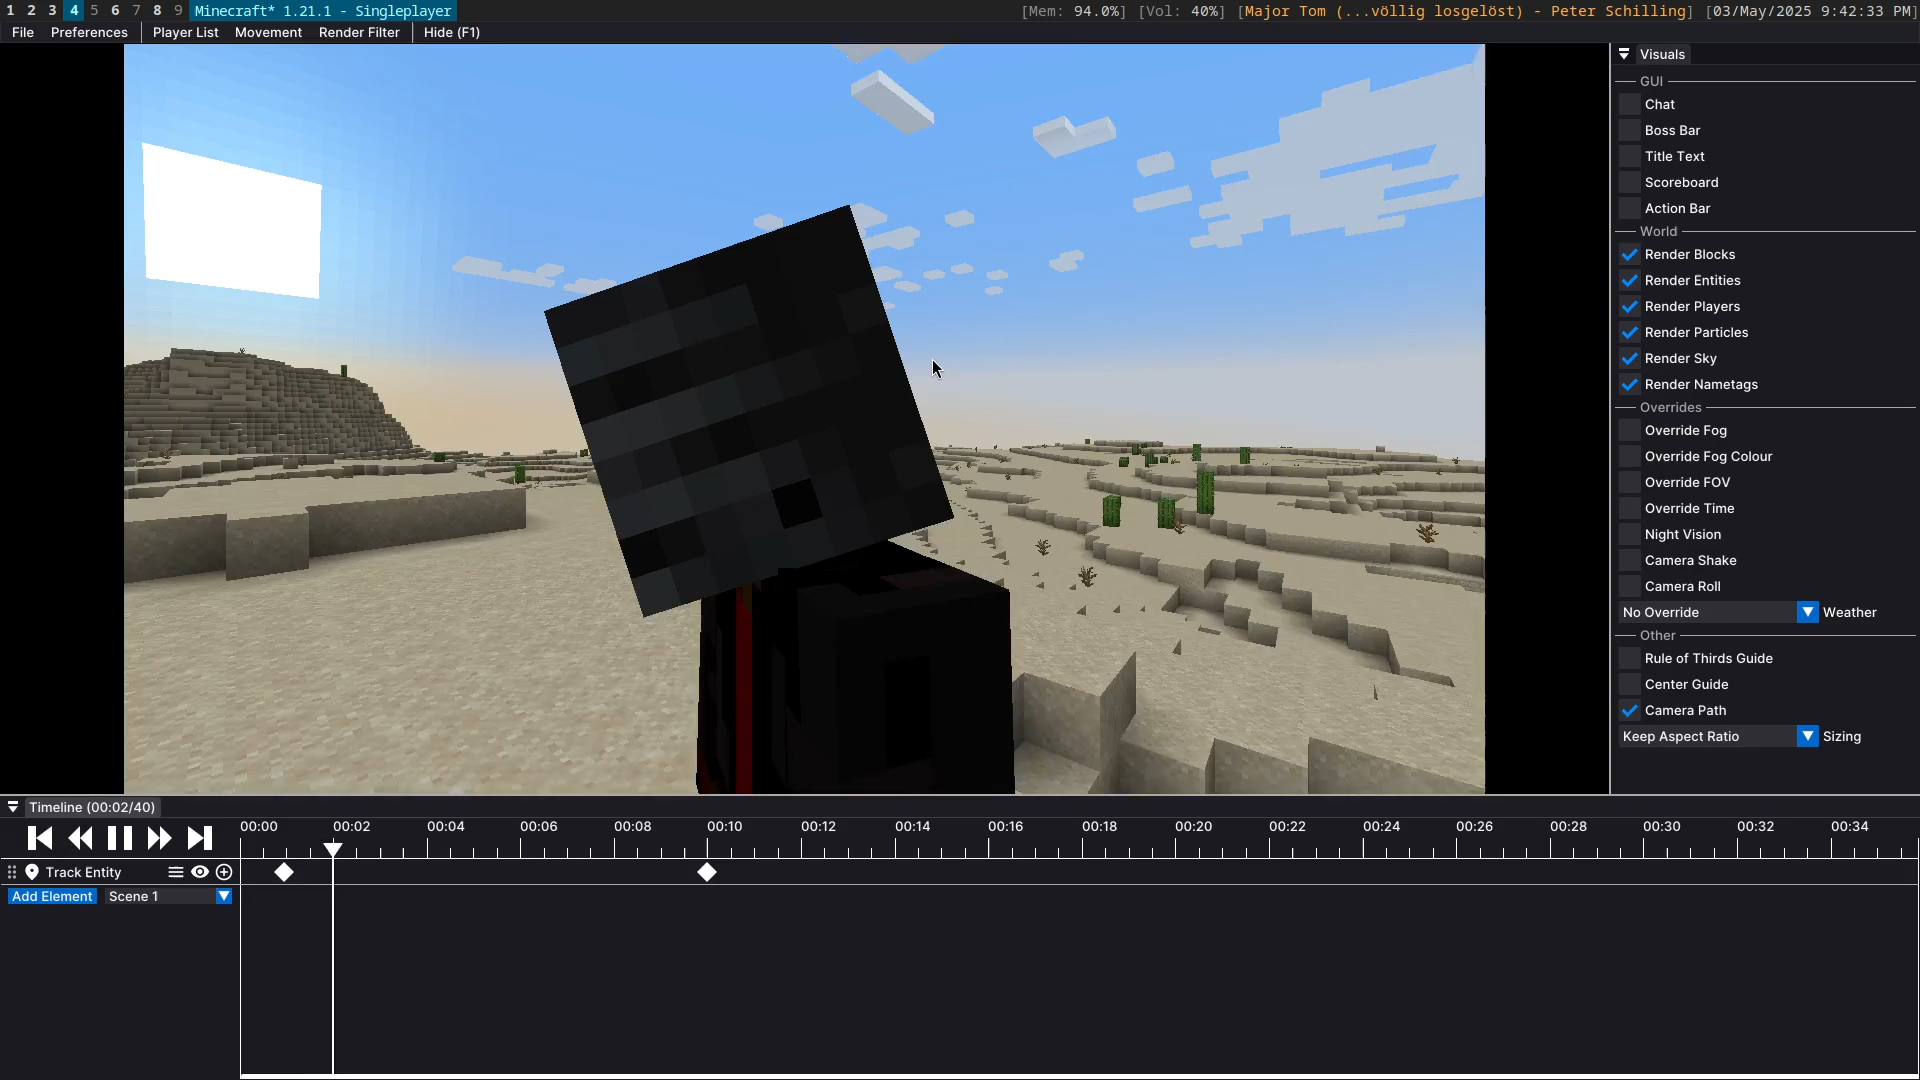 1 2 3 4 5 6 7 8 9 Minecraft* 1.21.1 - Singleplayer [Mem: 94.0%] [Vol: 40%] [Major Tom (...völlig losgelöst) - Peter Schilling] [03/May/2025 9:42:33 PM]
File Preferences Player List Movement Render Filter Hide (F1)
Visuals
GUI
Chat
Boss Bar
Title Text
Scoreboard
Action Bar
World
Render Blocks
Render Entities
Render Players
Render Particles
Render Sky
Render Nametags
Overrides
Override Fog
Override Fog Colour
Override FOV
Override Time
Night Vision
Camera Shake
Camera Roll
No Override Weather
Other
Rule of Thirds Guide
Center Guide
Camera Path
Keep Aspect Ratio Sizing
Timeline (00:02/40)
00:00 00:02 00:04 00:06 00:08 00:10 00:12 00:14 00:16 00:18 00:20 00:22 00:24 00:26 00:28 00:30 00:32 00:34
Track Entity
Add Element Scene 1